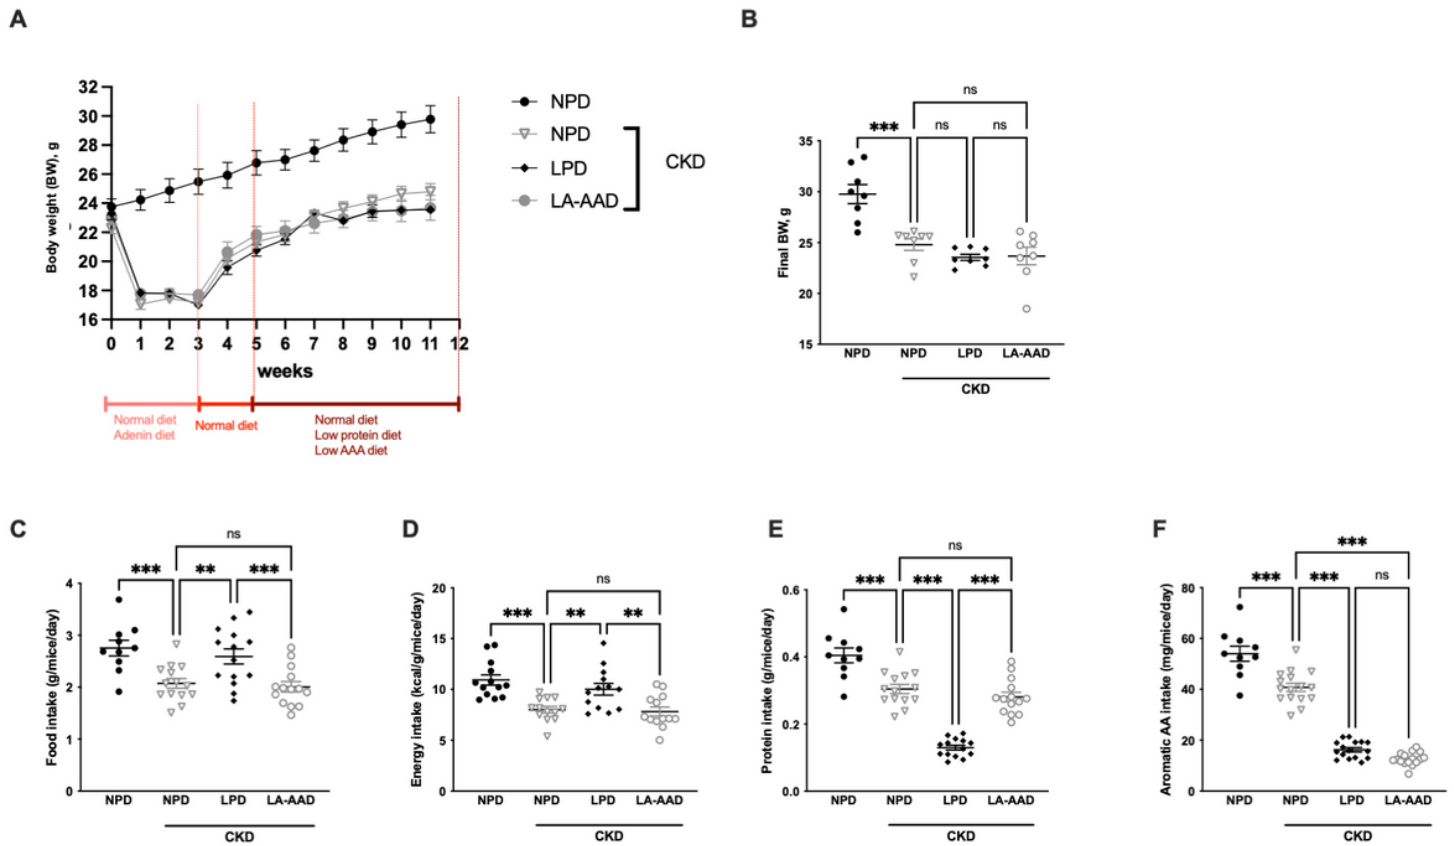 A
Body weight (BW), g
32
30
28
26
24
22
20
18
16
0 1 2 3 4 5 6 7 8 9 10 11 12
weeks
Normal diet
Adenin diet
Normal diet
Normal diet
Low protein diet
Low AAA diet
NPD
NPD
LPD
LA-AAD
CKD
B
Final BW, g
35
30
25
20
15
ns
*** ns ns
NPD NPD LPD LA-AAD
CKD
C
Food intake (g/mice/day)
4
3
2
1
0
ns
*** ** ***
NPD NPD LPD LA-AAD
CKD
D
Energy intake (kcal/g/mice/day)
20
15
10
5
0
ns
*** ** **
NPD NPD LPD LA-AAD
CKD
E
Protein intake (g/mice/day)
0.6
0.4
0.2
0.0
ns
*** *** ***
NPD NPD LPD LA-AAD
CKD
F
Aromatic AA intake (mg/mice/day)
80
60
40
20
0
***
*** *** ns
NPD NPD LPD LA-AAD
CKD